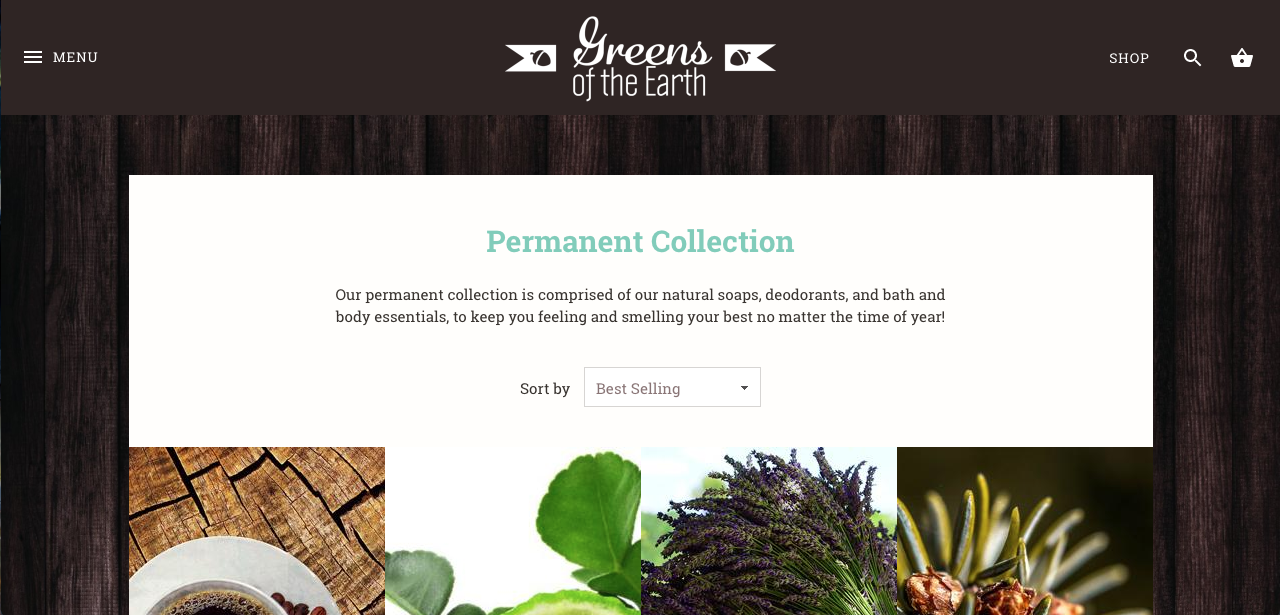 MENU
Greens
of the Earth
SHOP
Permanent Collection
Our permanent collection is comprised of our natural soaps, deodorants, and bath and
body essentials, to keep you feeling and smelling your best no matter the time of year!
Sort by
Best Selling